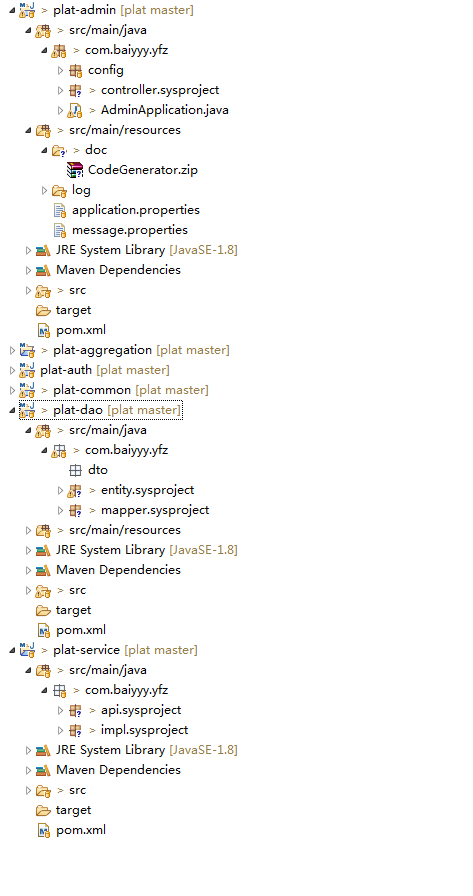 > plat-admin [plat master]
> src/main/java
> com.baiyyy.yfz
config
> controller.sysproject
> AdminApplication.java
> src/main/resources
> doc
CodeGenerator.zip
log
application.properties
message.properties
JRE System Library [JavaSE-1.8]
Maven Dependencies
> src
target
pom.xml
> plat-aggregation [plat master]
plat-auth [plat master]
> plat-common [plat master]
> plat-dao [plat master]
> src/main/java
> com.baiyyy.yfz
dto
> entity.sysproject
> mapper.sysproject
> src/main/resources
JRE System Library [JavaSE-1.8]
Maven Dependencies
> src
target
pom.xml
> plat-service [plat master]
> src/main/java
> com.baiyyy.yfz
> api.sysproject
> impl.sysproject
JRE System Library [JavaSE-1.8]
Maven Dependencies
> src
target
pom.xml